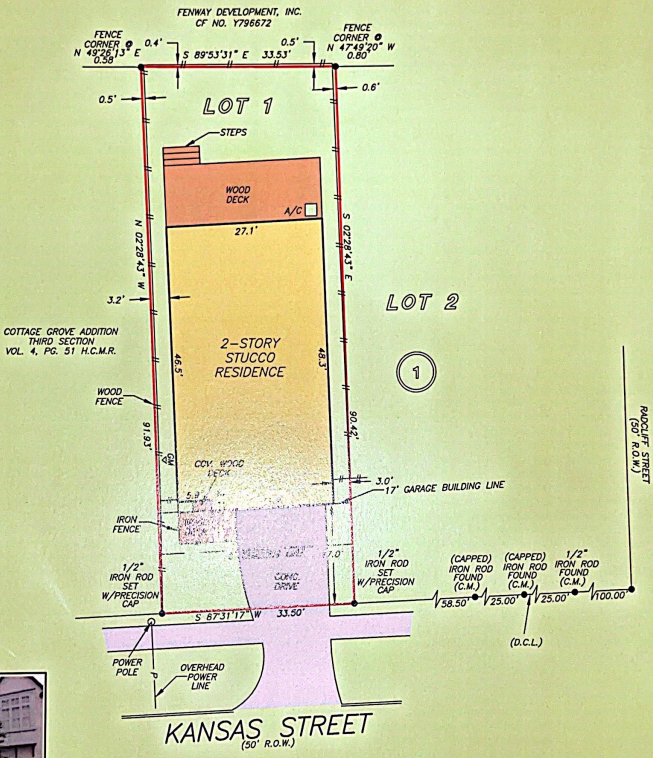 FENWAY DEVELOPMENT, INC.
CF NO. Y796672
FENCE
CORNER
N 49°26'13" E
0.58'
0.4'
S 89°53'31" E 33.53'
0.5'
FENCE
CORNER
N 47°49'20" W
0.80'
0.5'
0.6'
LOT 1
STEPS
WOOD
DECK
A/C
27.1'
N 02°28'43" W
S 02°28'43" E
3.2'
LOT 2
COTTAGE GROVE ADDITION
THIRD SECTION
VOL. 4, PG. 51 H.C.M.R.
2-STORY
STUCCO
RESIDENCE
46.5'
48.3'
1
WOOD
FENCE
91.93'
90.42'
RADCLIFF STREET
(50' R.O.W.)
GM
COV. WOOD
DECK
5.9'
3.0'
17' GARAGE BUILDING LINE
IRON
FENCE
17.0'
CONC.
DRIVE
1/2"
IRON ROD
SET
W/PRECISION
CAP
1/2"
IRON ROD
SET
W/PRECISION
CAP
(CAPPED)
IRON ROD
FOUND
(C.M.)
(CAPPED)
IRON ROD
FOUND
(C.M.)
1/2"
IRON ROD
FOUND
(C.M.)
58.50'
25.00'
25.00'
100.00'
(D.C.L.)
S 87°31'17" W 33.50'
POWER
POLE
P
OVERHEAD
POWER
LINE
KANSAS STREET
(50' R.O.W.)